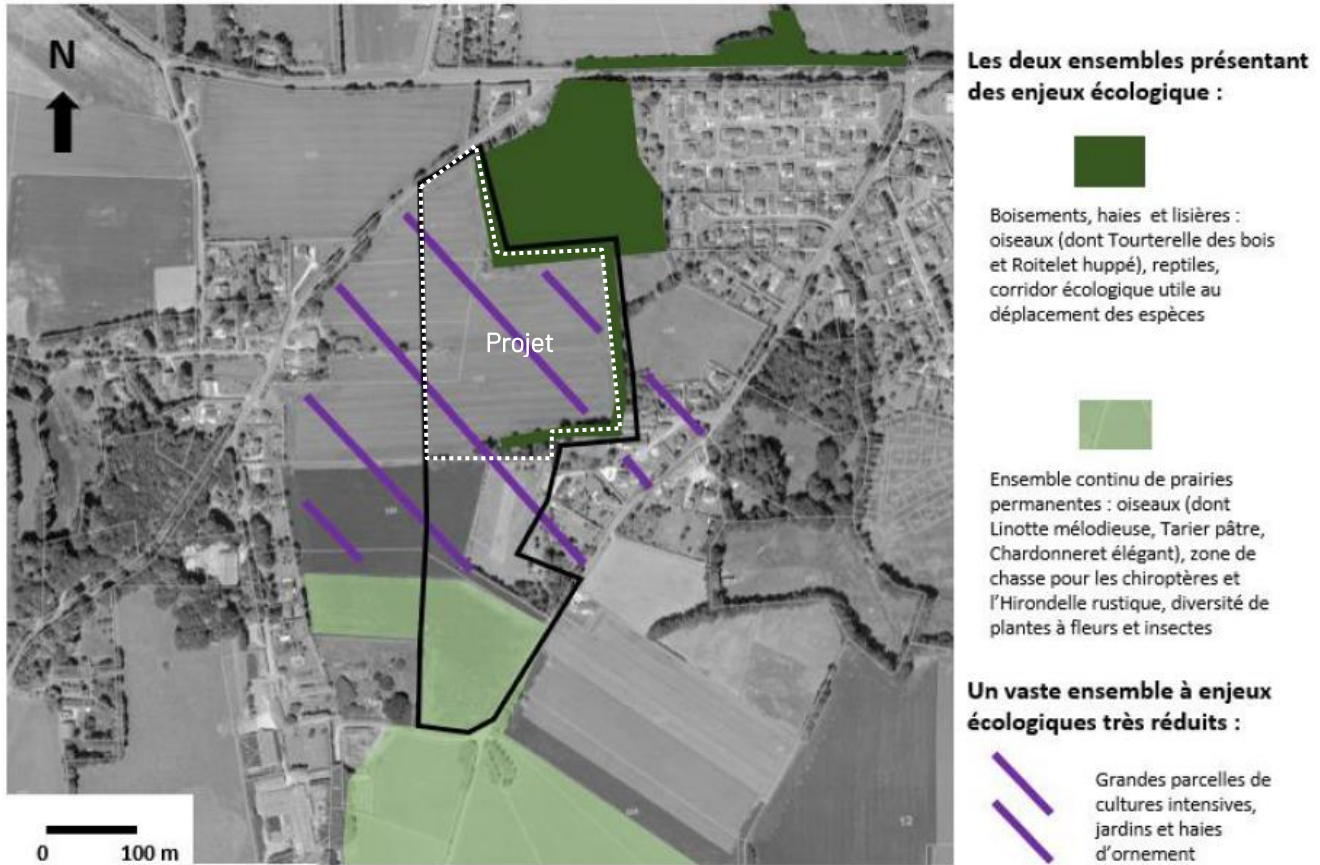 N
Projet
0 100 m
Les deux ensembles présentant
des enjeux écologique :
Boisements, haies et lisières :
oiseaux (dont Tourterelle des bois
et Roitelet huppé), reptiles,
corridor écologique utile au
déplacement des espèces
Ensemble continu de prairies
permanentes : oiseaux (dont
Linotte mélodieuse, Tarier pâtre,
Chardonneret élégant), zone de
chasse pour les chiroptères et
l'Hirondelle rustique, diversité de
plantes à fleurs et insectes
Un vaste ensemble à enjeux
écologiques très réduits :
Grandes parcelles de
cultures intensives,
jardins et haies
d'ornement